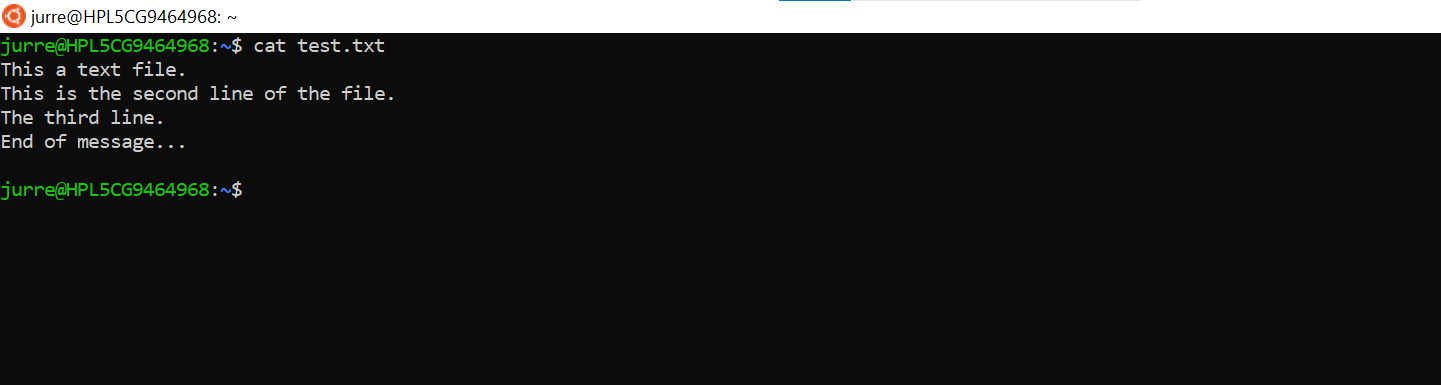 jurre@HPL5CG9464968: ~
jurre@HPL5CG9464968:~$ cat test.txt
This a text file.
This is the second line of the file.
The third line.
End of message...
jurre@HPL5CG9464968:~$